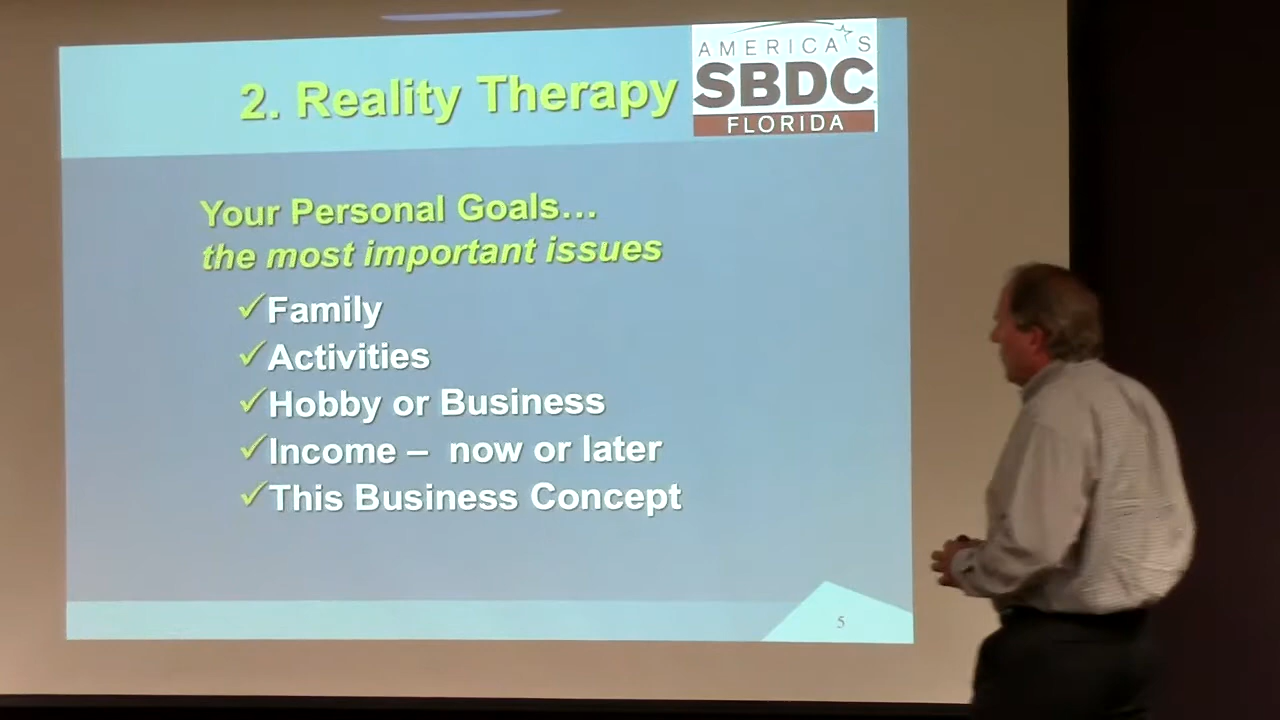 2. Reality Therapy
AMERICA'S
SBDC
FLORIDA
Your Personal Goals…
the most important issues
✓Family
✓Activities
✓Hobby or Business
✓Income – now or later
✓This Business Concept
5